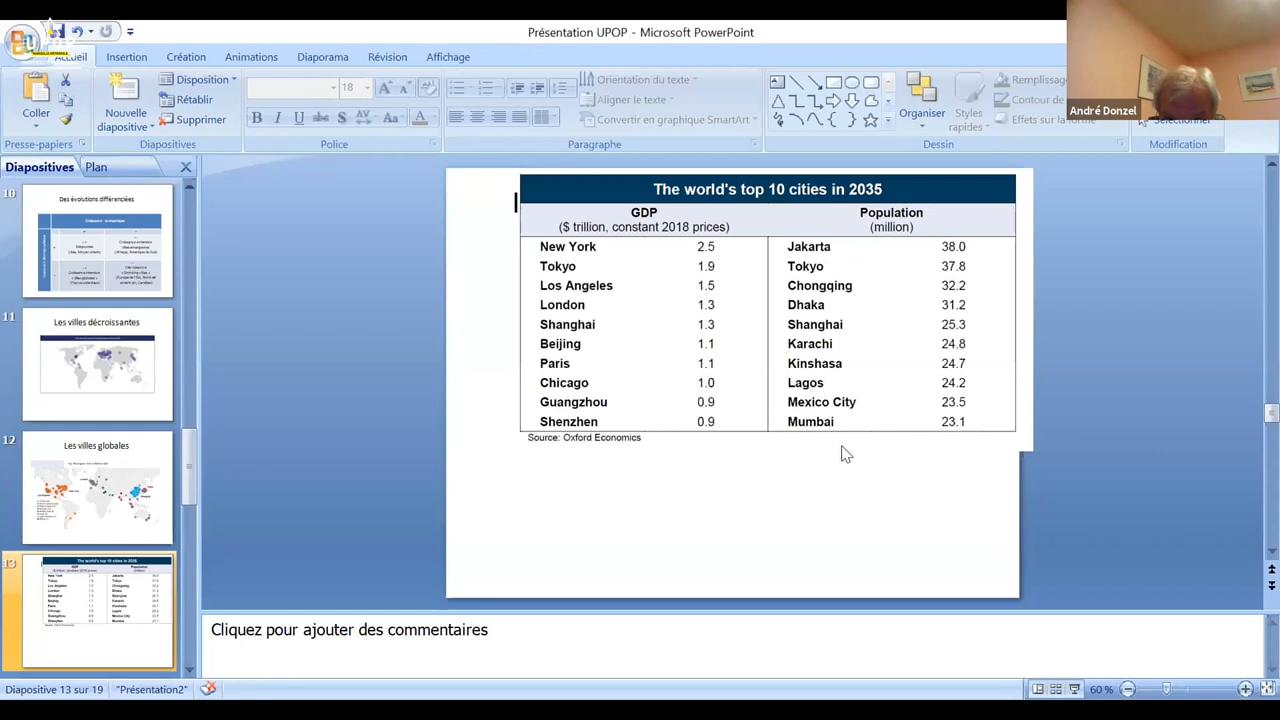 Présentation UPOP - Microsoft PowerPoint
Accueil Insertion Création Animations Diaporama Révision Affichage
Coller
Nouvelle diapositive
Disposition
Rétablir
Supprimer
18
Orientation du texte
Aligner le texte
Convertir en graphique SmartArt
Organiser
Styles rapides
Remplissage
Contour de
Effets sur la forme
Sélectionner
Presse-papiers Diapositives Police Paragraphe Dessin Modification
André Donzel
Diapositives Plan
10
Des évolutions différenciées
11
Les villes décroissantes
12
Les villes globales
13
The world's top 10 cities in 2035
GDP Population
($ trillion, constant 2018 prices) (million)
New York 2.5 Jakarta 38.0
Tokyo 1.9 Tokyo 37.8
Los Angeles 1.5 Chongqing 32.2
London 1.3 Dhaka 31.2
Shanghai 1.3 Shanghai 25.3
Beijing 1.1 Karachi 24.8
Paris 1.1 Kinshasa 24.7
Chicago 1.0 Lagos 24.2
Guangzhou 0.9 Mexico City 23.5
Shenzhen 0.9 Mumbai 23.1
Source: Oxford Economics
Cliquez pour ajouter des commentaires
Diapositive 13 sur 19 "Présentation2" 60 %